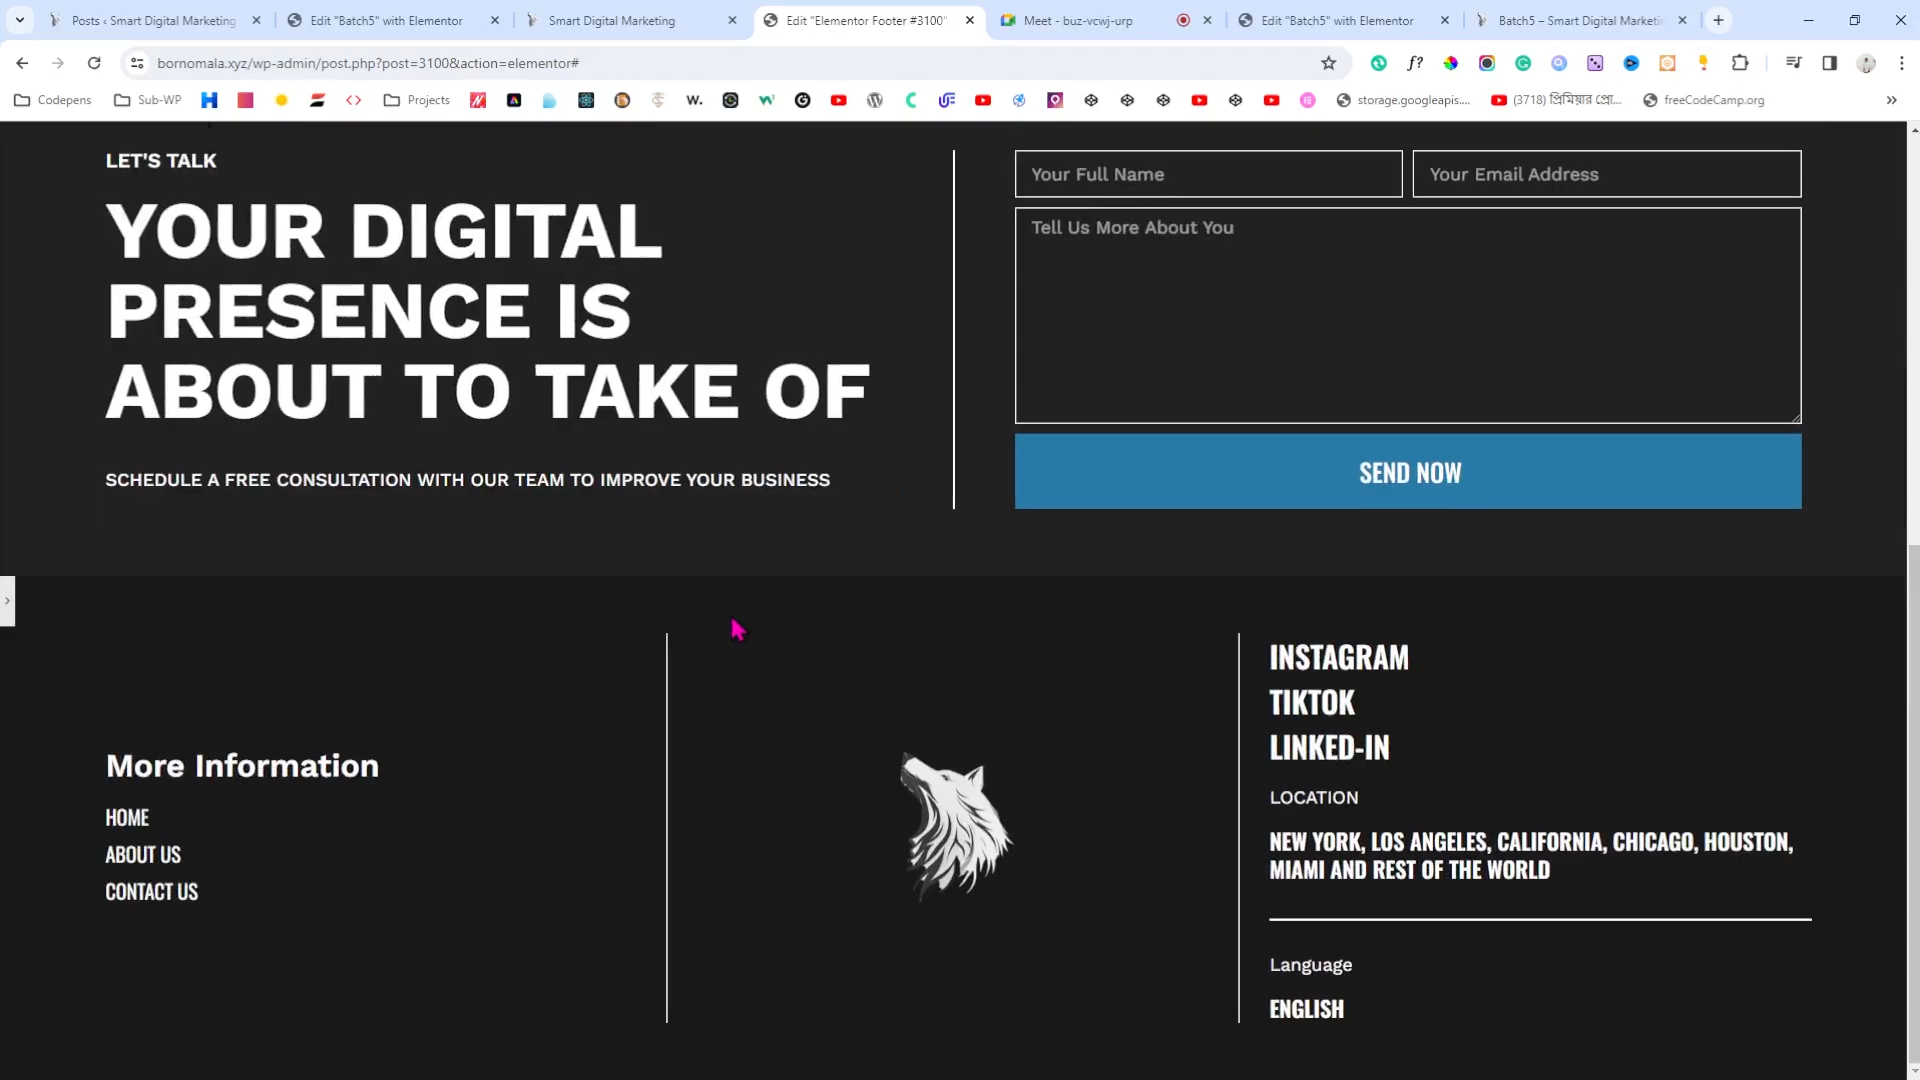 Posts ‹ Smart Digital Marketing
Edit "Batch5" with Elementor
Smart Digital Marketing
Edit "Elementor Footer #3100"
Meet - buz-vcwj-urp
Edit "Batch5" with Elementor
Batch5 – Smart Digital Marketin
bornomala.xyz/wp-admin/post.php?post=3100&action=elementor#
Codepens
Sub-WP
Projects
storage.googleapis....
(3718) প্রিমিয়ার প্রো...
freeCodeCamp.org
LET'S TALK
YOUR DIGITAL
PRESENCE IS
ABOUT TO TAKE OF
SCHEDULE A FREE CONSULTATION WITH OUR TEAM TO IMPROVE YOUR BUSINESS
Your Full Name
Your Email Address
Tell Us More About You
SEND NOW
More Information
HOME
ABOUT US
CONTACT US
INSTAGRAM
TIKTOK
LINKED-IN
LOCATION
NEW YORK, LOS ANGELES, CALIFORNIA, CHICAGO, HOUSTON,
MIAMI AND REST OF THE WORLD
Language
ENGLISH